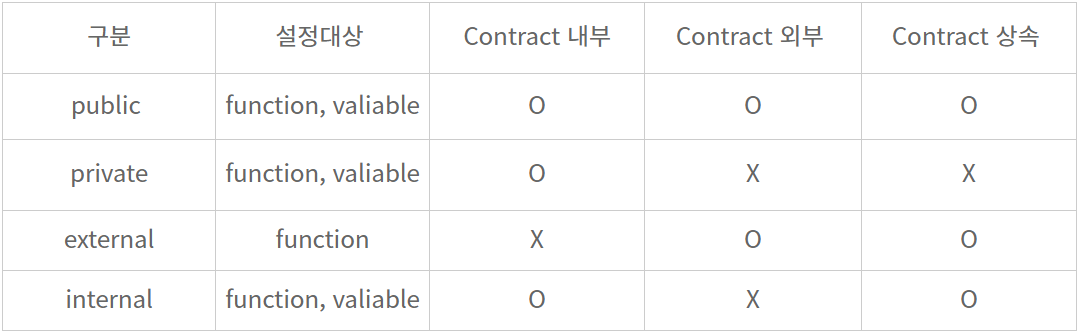 구분 설정대상 Contract 내부 Contract 외부 Contract 상속
public function, valiable O O O
private function, valiable O X X
external function X O O
internal function, valiable O X O